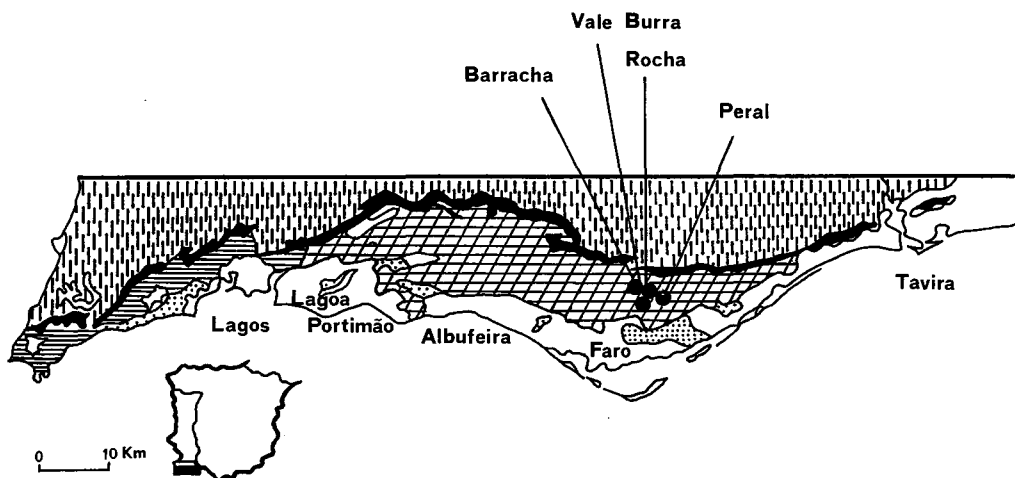 Vale Burra
Rocha
Barracha
Peral
Tavira
Lagoa
Lagos
Portimão
Albufeira
Faro
0 10 Km